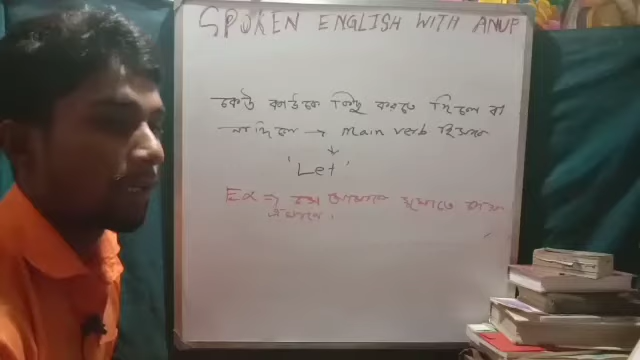 SPOKEN ENGLISH WITH ANUP
কেউ কাউকে কিছু করতে দিলে বা
না দিলে → Main verb হিসাবে
'Let'
Ex ⇒ আমাকে ঘুমাতে